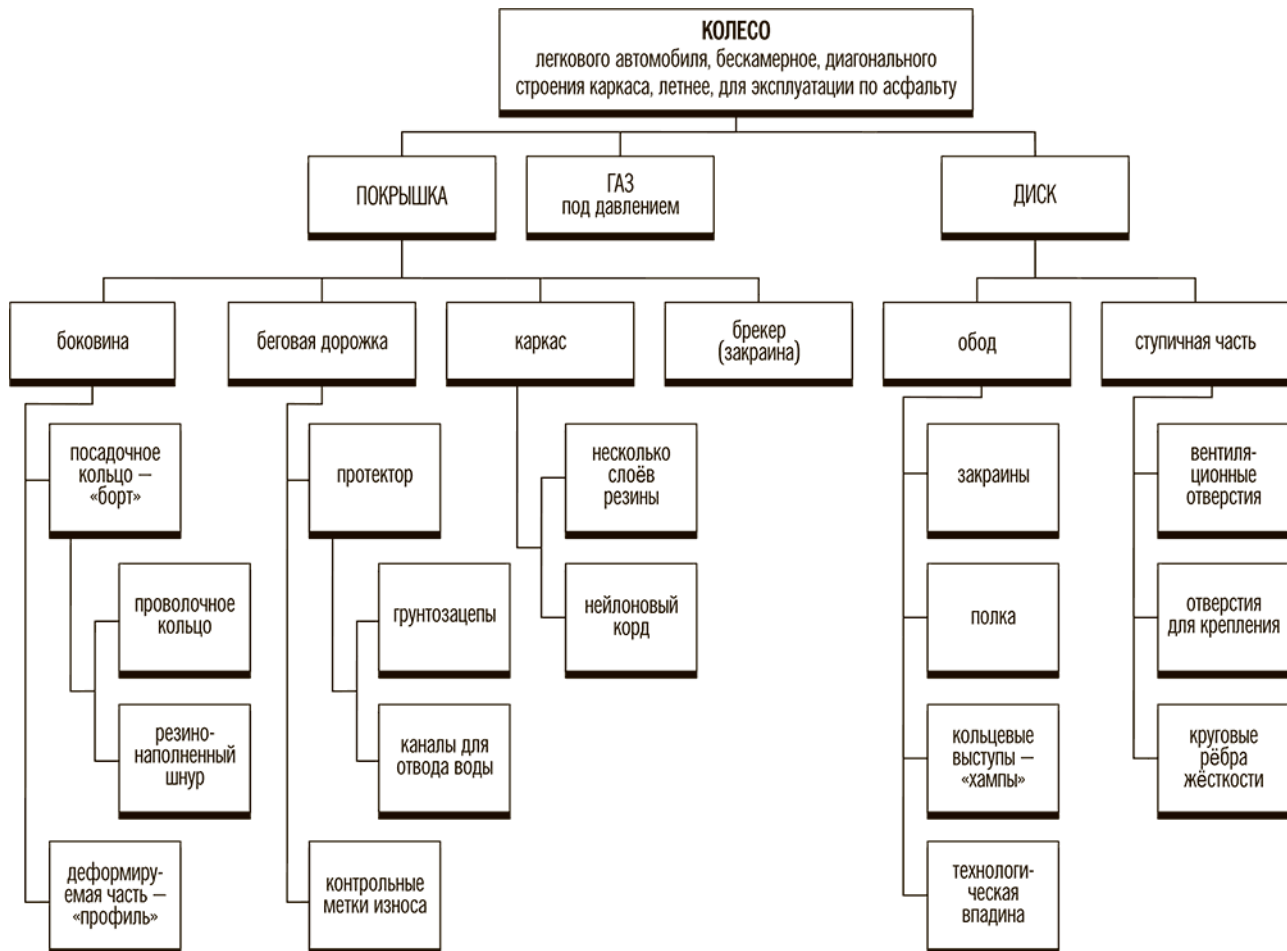 КОЛЕСО
легкового автомобиля, бескамерное, диагонального
строения каркаса, летнее, для эксплуатации по асфальту
ПОКРЫШКА
ГАЗ
под давлением
ДИСК
боковина
беговая дорожка
каркас
брекер
(закраина)
обод
ступичная часть
посадочное
кольцо —
«борт»
протектор
несколько
слоёв
резины
закраины
вентиля-
ционные
отверстия
проволочное
кольцо
грунтозацепы
нейлоновый
корд
полка
отверстия
для крепления
резино-
наполненный
шнур
каналы для
отвода воды
кольцевые
выступы —
«хампы»
круговые
рёбра
жёсткости
деформиру-
емая часть —
«профиль»
контрольные
метки износа
технологи-
ческая
впадина